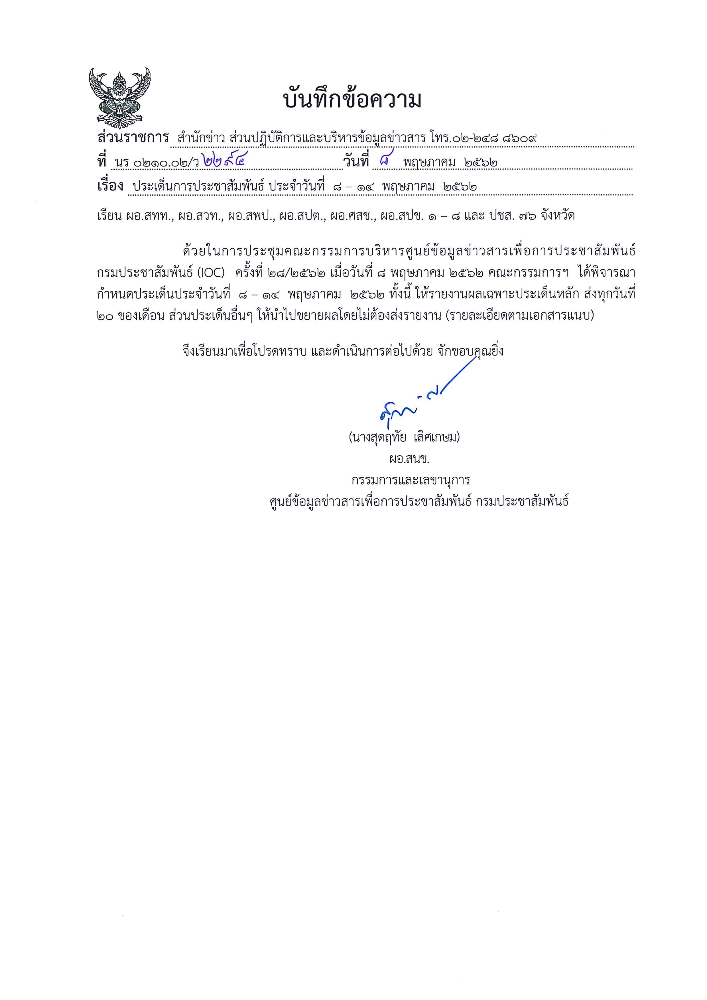 บันทึกข้อความ
ส่วนราชการ สำนักข่าว ส่วนปฏิบัติการและบริหารข้อมูลข่าวสาร โทร.๐๒-๒๔๘ ๘๖๐๙
ที่ นร ๐๒๑๐.๐๒/ว ๒๒๙๔ วันที่ ๘ พฤษภาคม ๒๕๖๒
เรื่อง ประเด็นการประชาสัมพันธ์ ประจำวันที่ ๘ – ๑๔ พฤษภาคม ๒๕๖๒
เรียน ผอ.สทท., ผอ.สวท., ผอ.สพป., ผอ.สปต., ผอ.ศสช., ผอ.สปข. ๑ – ๘ และ ปชส. ๗๖ จังหวัด
ด้วยในการประชุมคณะกรรมการบริหารศูนย์ข้อมูลข่าวสารเพื่อการประชาสัมพันธ์
กรมประชาสัมพันธ์ (IOC) ครั้งที่ ๒๘/๒๕๖๒ เมื่อวันที่ ๘ พฤษภาคม ๒๕๖๒ คณะกรรมการฯ ได้พิจารณา
กำหนดประเด็นประจำวันที่ ๘ – ๑๔ พฤษภาคม ๒๕๖๒ ทั้งนี้ ให้รายงานผลเฉพาะประเด็นหลัก ส่งทุกวันที่
๒๐ ของเดือน ส่วนประเด็นอื่นๆ ให้นำไปขยายผลโดยไม่ต้องส่งรายงาน (รายละเอียดตามเอกสารแนบ)
จึงเรียนมาเพื่อโปรดทราบ และดำเนินการต่อไปด้วย จักขอบคุณยิ่ง
(นางสุดฤทัย เลิศเกษม)
ผอ.สนข.
กรรมการและเลขานุการ
ศูนย์ข้อมูลข่าวสารเพื่อการประชาสัมพันธ์ กรมประชาสัมพันธ์